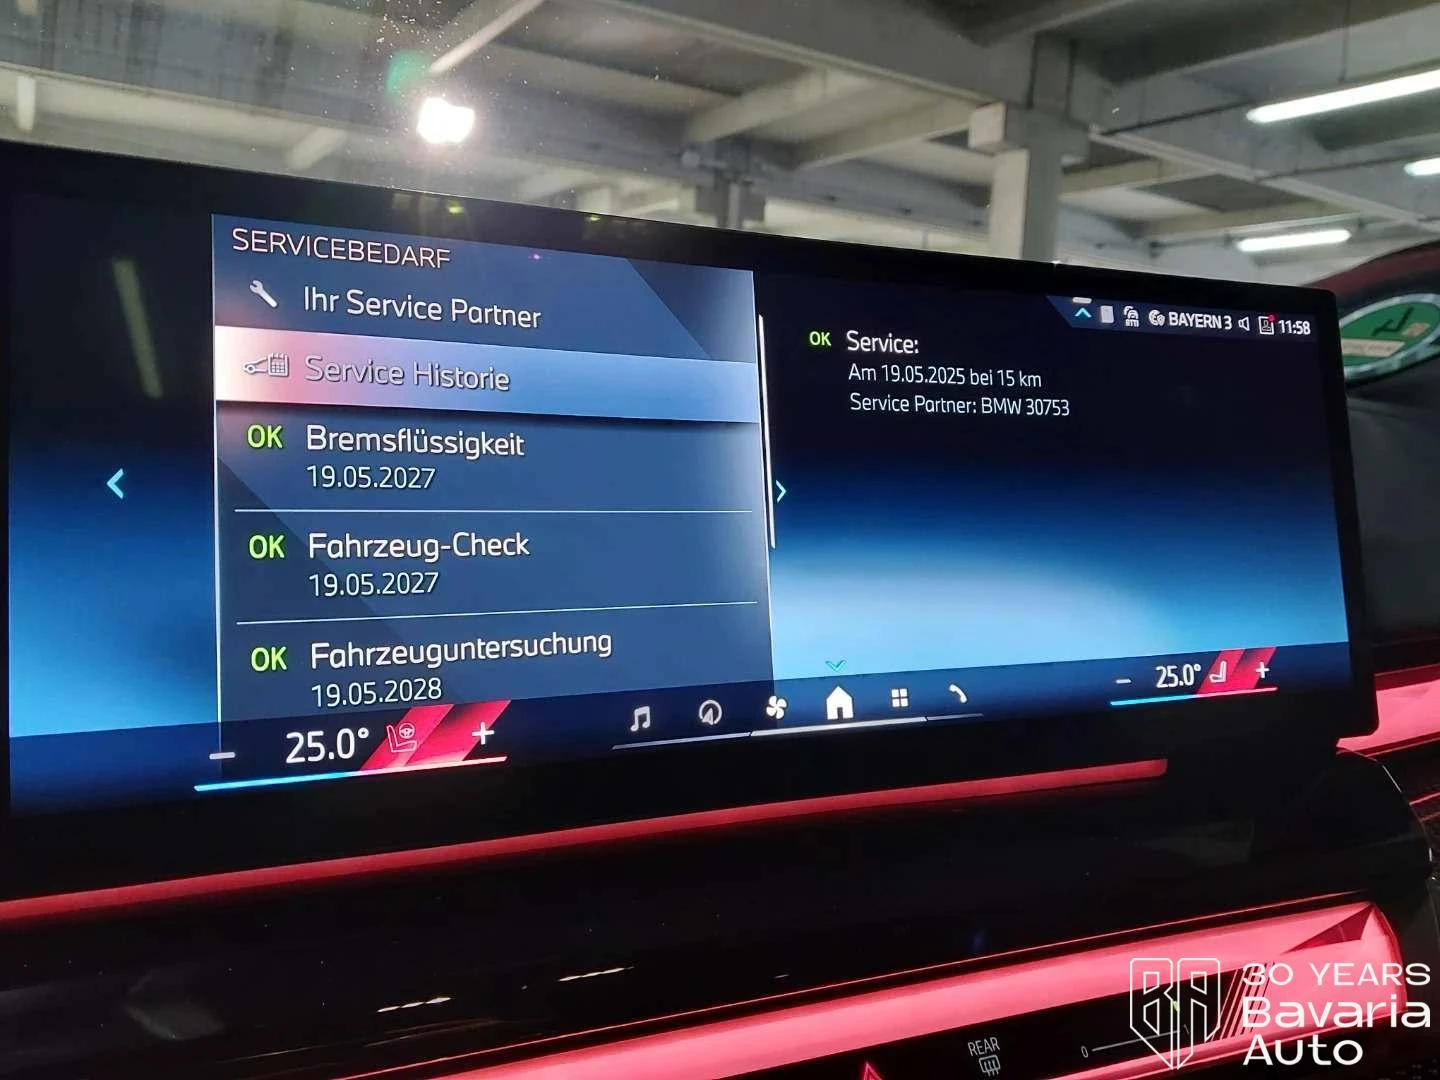 SERVICEBEDARF
Ihr Service Partner
Service Historie
OK Bremsflüssigkeit
19.05.2027
OK Fahrzeug-Check
19.05.2027
OK Fahrzeuguntersuchung
19.05.2028
BAYERN 3 11:58
OK Service:
Am 19.05.2025 bei 15 km
Service Partner: BMW 30753
− 25.0° +
− 25.0° +
REAR
0
30 YEARS
Bavaria
Auto